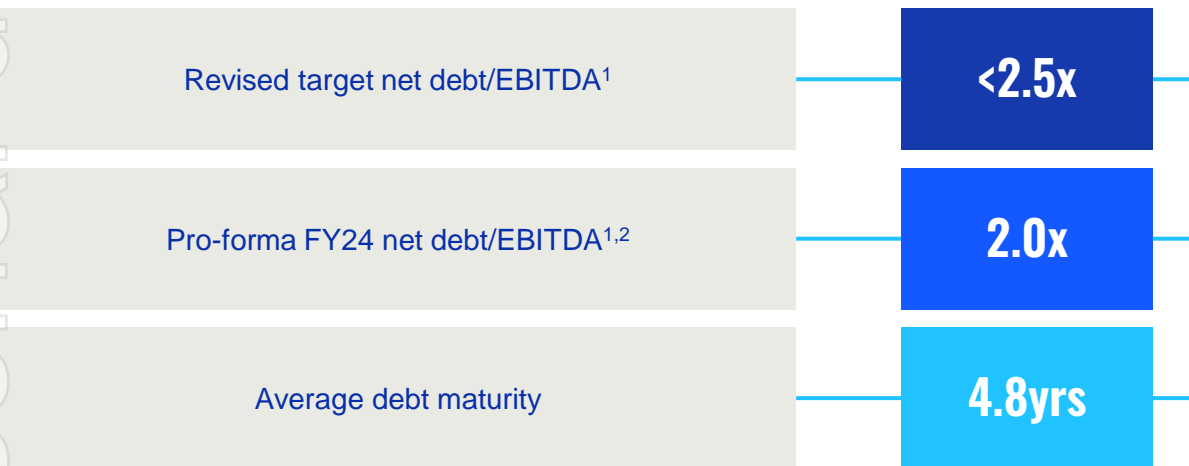 Revised target net debt/EBITDA1
<2.5x
Pro-forma FY24 net debt/EBITDA1,2
2.0x
Average debt maturity
4.8yrs